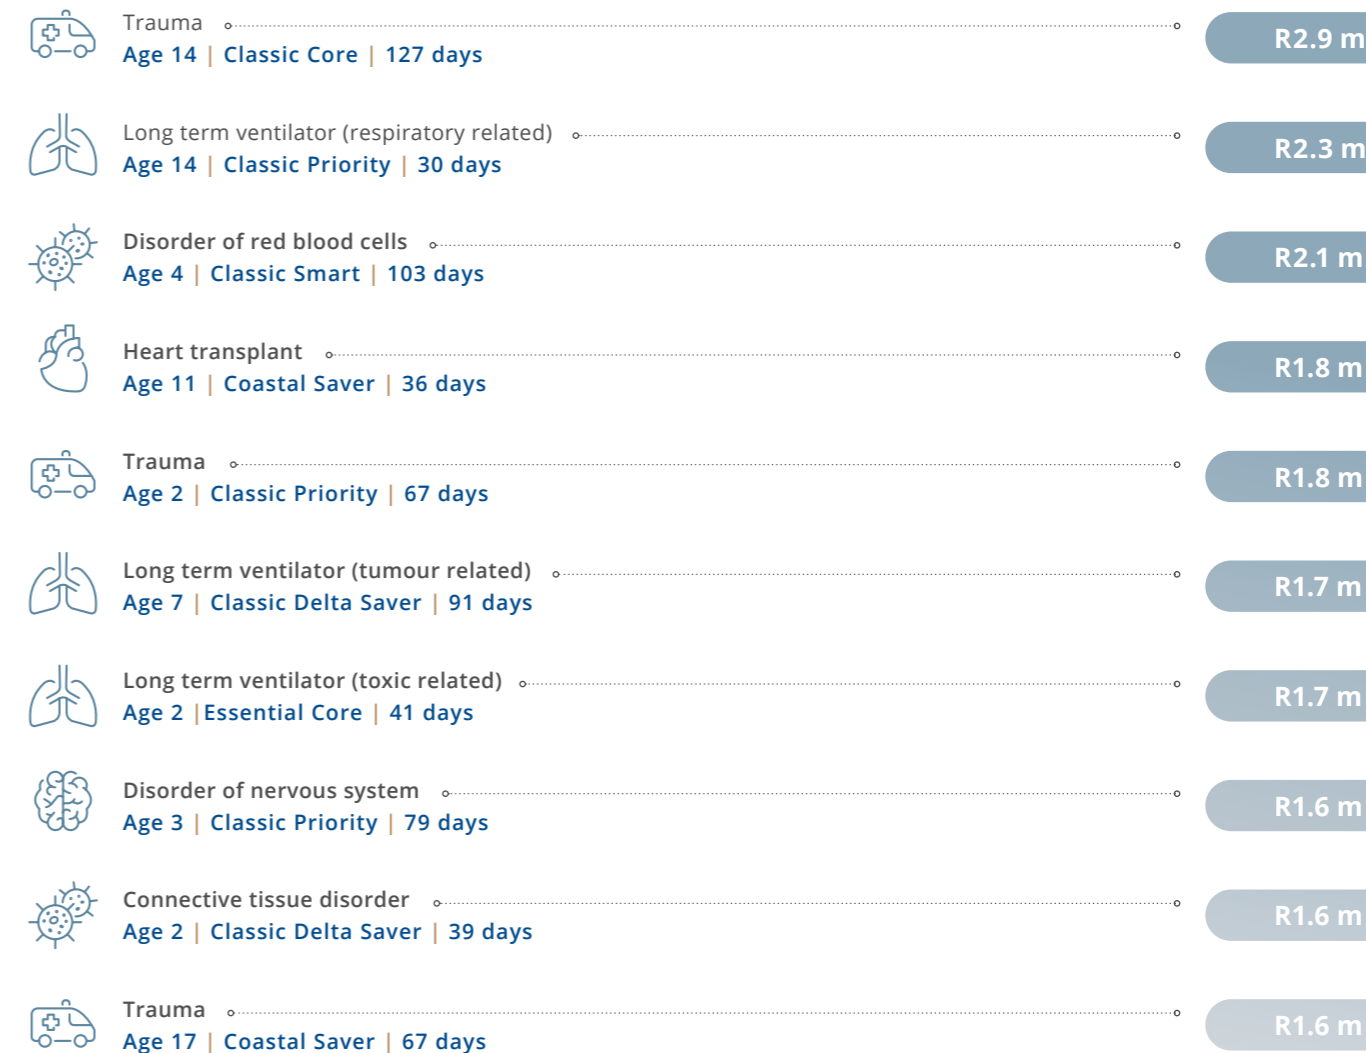 Trauma
R2.9 m
Age 14 | Classic Core | 127 days
Long term ventilator (respiratory related)
R2.3 m
Age 14 | Classic Priority | 30 days
Disorder of red blood cells
R2.1 m
Age 4 | Classic Smart | 103 days
Heart transplant
R1.8 m
Age 11 | Coastal Saver | 36 days
Trauma
R1.8 m
Age 2 | Classic Priority | 67 days
Long term ventilator (tumour related)
R1.7 m
Age 7 | Classic Delta Saver | 91 days
Long term ventilator (toxic related)
R1.7 m
Age 2 |Essential Core | 41 days
Disorder of nervous system
R1.6 m
Age 3 | Classic Priority | 79 days
Connective tissue disorder
R1.6 m
Age 2 | Classic Delta Saver | 39 days
Trauma
R1.6 m
Age 17 | Coastal Saver | 67 days